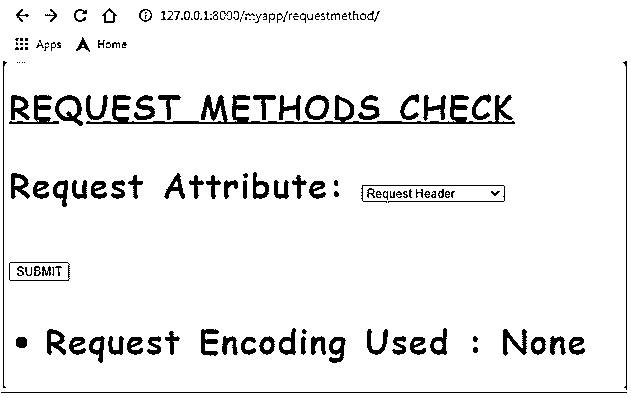 127.0.0.1:8000/myapp/requestmethod/
Apps Home
REQUEST METHODS CHECK
Request Attribute: Request Header
SUBMIT
• Request Encoding Used : None